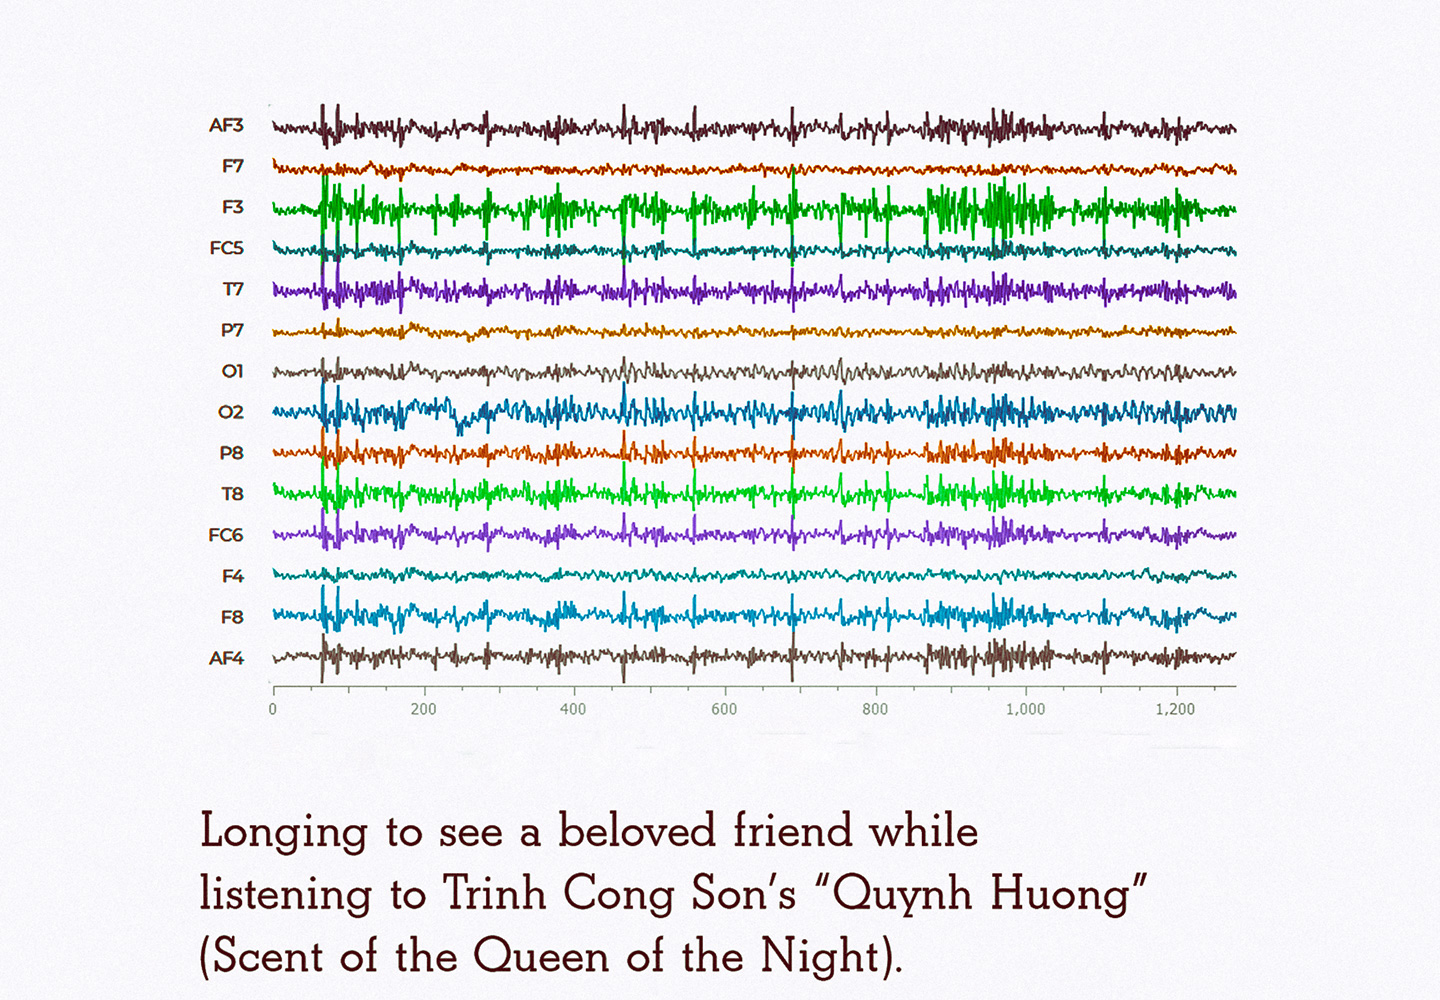 AF3
F7
F3
FC5
T7
P7
O1
O2
P8
T8
FC6
F4
F8
AF4
0 200 400 600 800 1,000 1,200
Longing to see a beloved friend while
listening to Trinh Cong Son’s “Quynh Huong”
(Scent of the Queen of the Night).